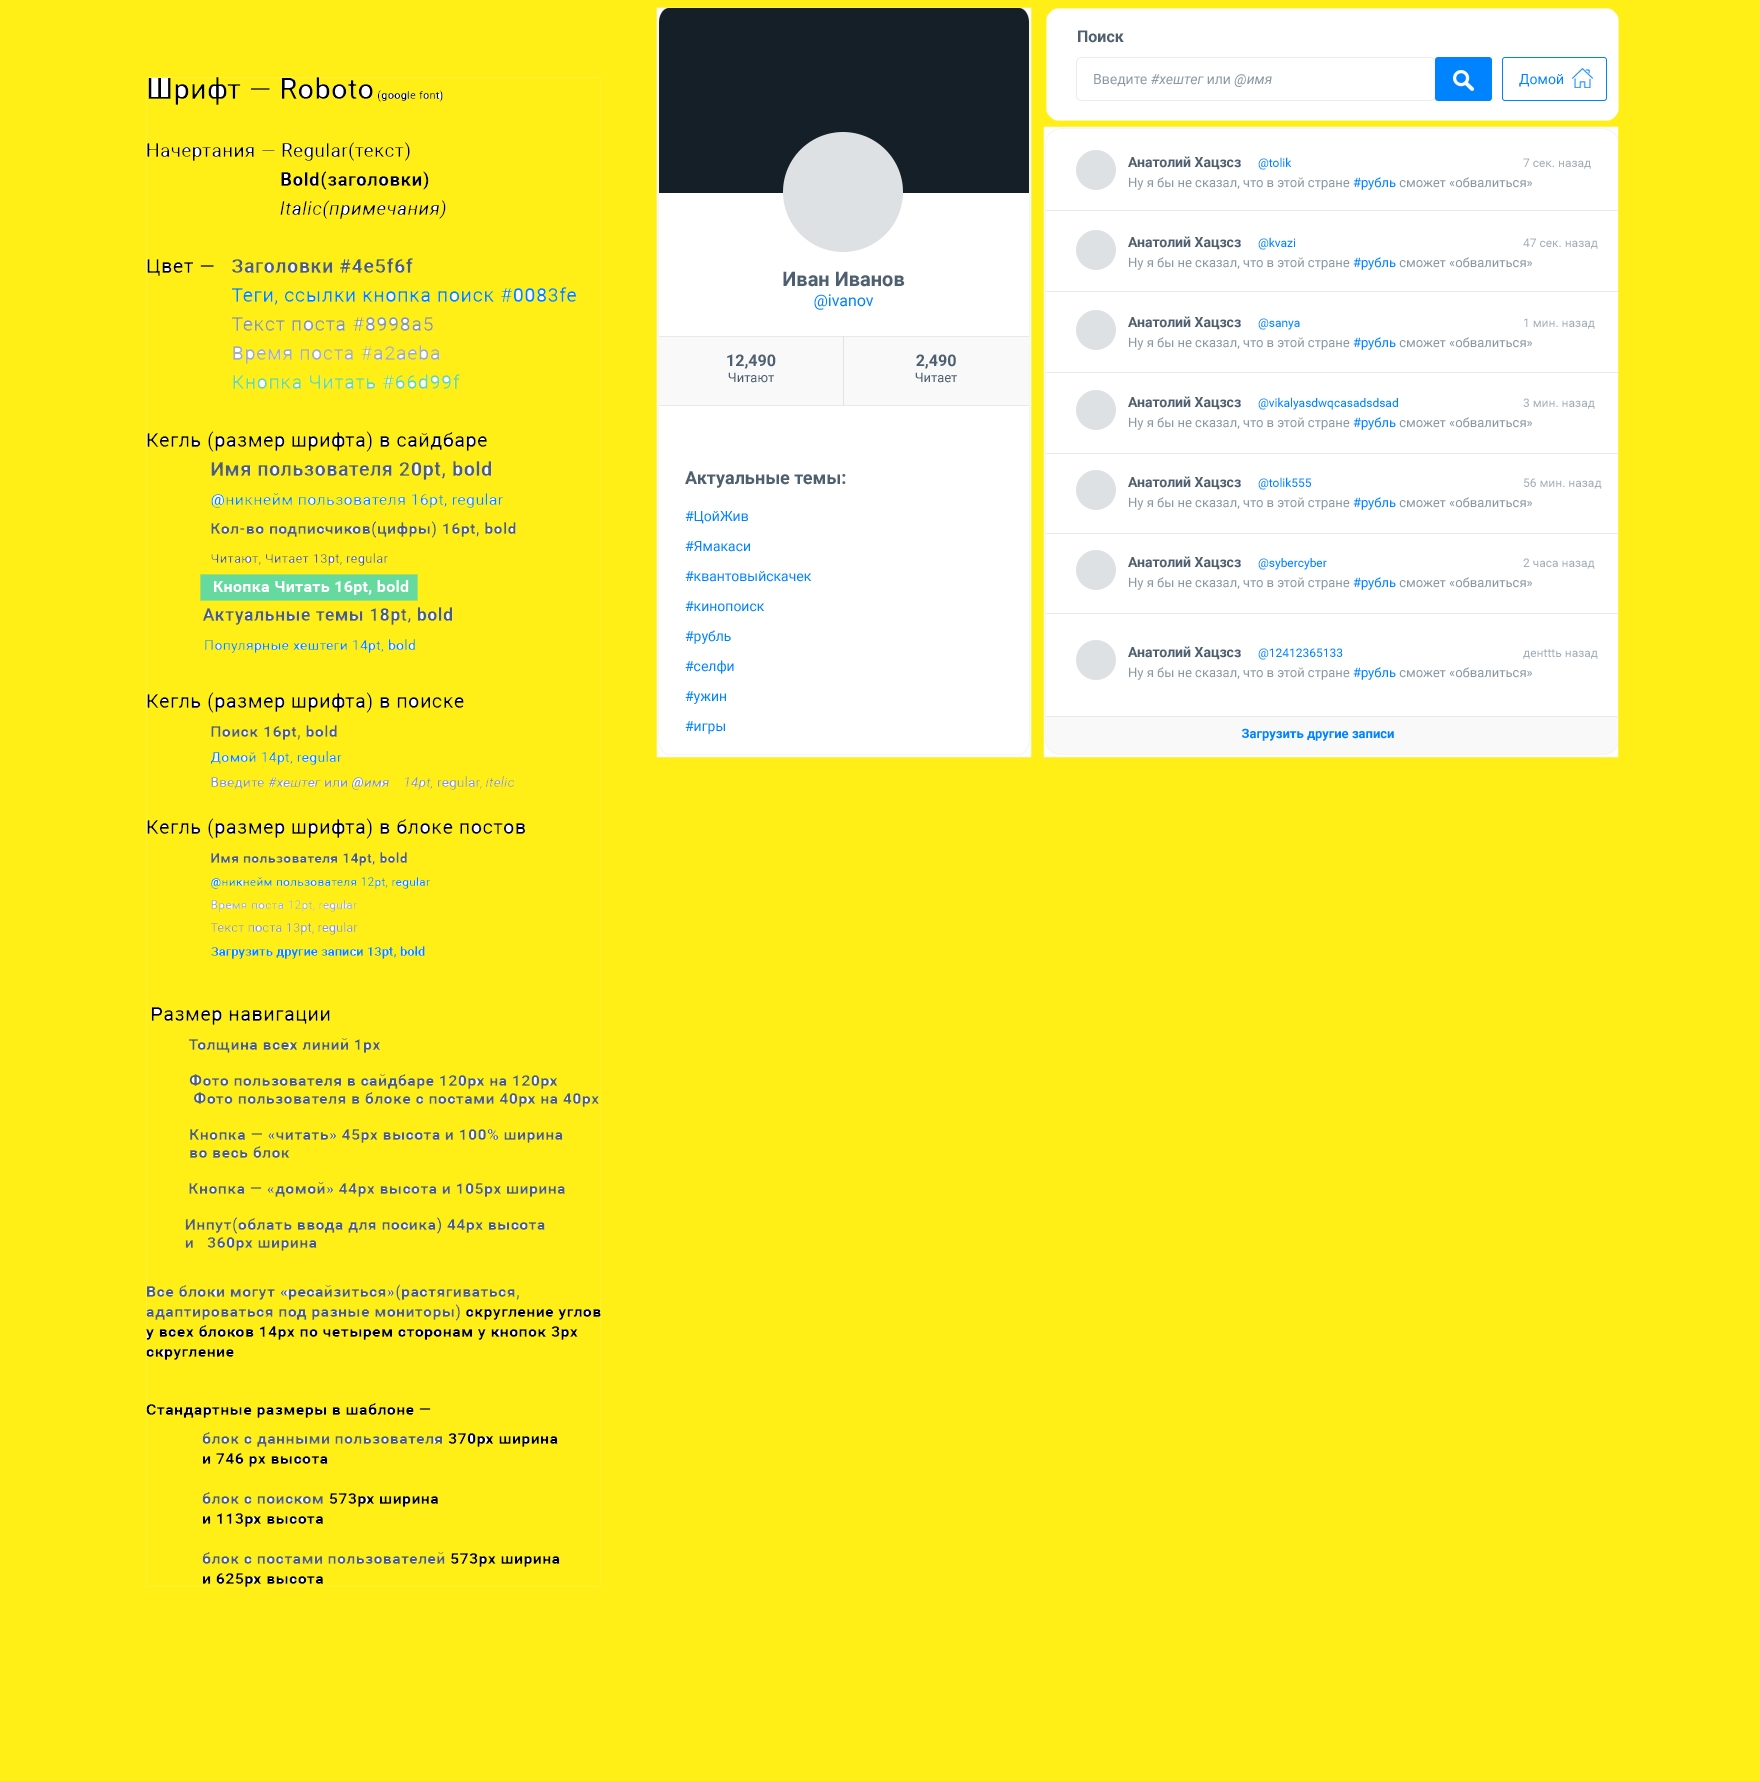 Шрифт — Roboto (google font)
Начертания — Regular(текст)
Bold(заголовки)
Italic(примечания)
Цвет — Заголовки #4e5f6f
Теги, ссылки кнопка поиск #0083fe
Текст поста #8998a5
Время поста #a2aeba
Кнопка Читать #66d99f
Кегль (размер шрифта) в сайдбаре
Имя пользователя 20pt, bold
@никнейм пользователя 16pt, regular
Кол-во подписчиков(цифры) 16pt, bold
Читают, Читает 13pt, regular
Кнопка Читать 16pt, bold
Актуальные темы 18pt, bold
Популярные хештеги 14pt, bold
Кегль (размер шрифта) в поиске
Поиск 16pt, bold
Домой 14pt, regular
Введите #хештег или @имя 14pt, regular, itelic
Кегль (размер шрифта) в блоке постов
Имя пользователя 14pt, bold
@никнейм пользователя 12pt, regular
Время поста 12pt, regular
Текст поста 13pt, regular
Загрузить другие записи 13pt, bold
Размер навигации
Толщина всех линий 1px
Фото пользователя в сайдбаре 120px на 120px
Фото пользователя в блоке с постами 40px на 40px
Кнопка — «читать» 45px высота и 100% ширина
во весь блок
Кнопка — «домой» 44px высота и 105px ширина
Инпут(облать ввода для посика) 44px высота
и 360px ширина
Все блоки могут «ресайзиться»(растягиваться,
адаптироваться под разные мониторы) скругление углов
у всех блоков 14px по четырем сторонам у кнопок 3px
скругление
Стандартные размеры в шаблоне —
блок с данными пользователя 370px ширина
и 746 px высота
блок с поиском 573px ширина
и 113px высота
блок с постами пользователей 573px ширина
и 625px высота
Иван Иванов
@ivanov
12,490 2,490
Читают Читает
Актуальные темы:
#ЦойЖив
#Ямакаси
#квантовыйскачек
#кинопоиск
#рубль
#селфи
#ужин
#игры
Поиск
Введите #хештег или @имя Домой
Анатолий Хацзсз @tolik 7 сек. назад
Ну я бы не сказал, что в этой стране #рубль сможет «обвалиться»
Анатолий Хацзсз @kvazi 47 сек. назад
Ну я бы не сказал, что в этой стране #рубль сможет «обвалиться»
Анатолий Хацзсз @sanya 1 мин. назад
Ну я бы не сказал, что в этой стране #рубль сможет «обвалиться»
Анатолий Хацзсз @vikalyasdwqcasadsdsad 3 мин. назад
Ну я бы не сказал, что в этой стране #рубль сможет «обвалиться»
Анатолий Хацзсз @tolik555 56 мин. назад
Ну я бы не сказал, что в этой стране #рубль сможет «обвалиться»
Анатолий Хацзсз @sybercyber 2 часа назад
Ну я бы не сказал, что в этой стране #рубль сможет «обвалиться»
Анатолий Хацзсз @12412365133 денtttь назад
Ну я бы не сказал, что в этой стране #рубль сможет «обвалиться»
Загрузить другие записи